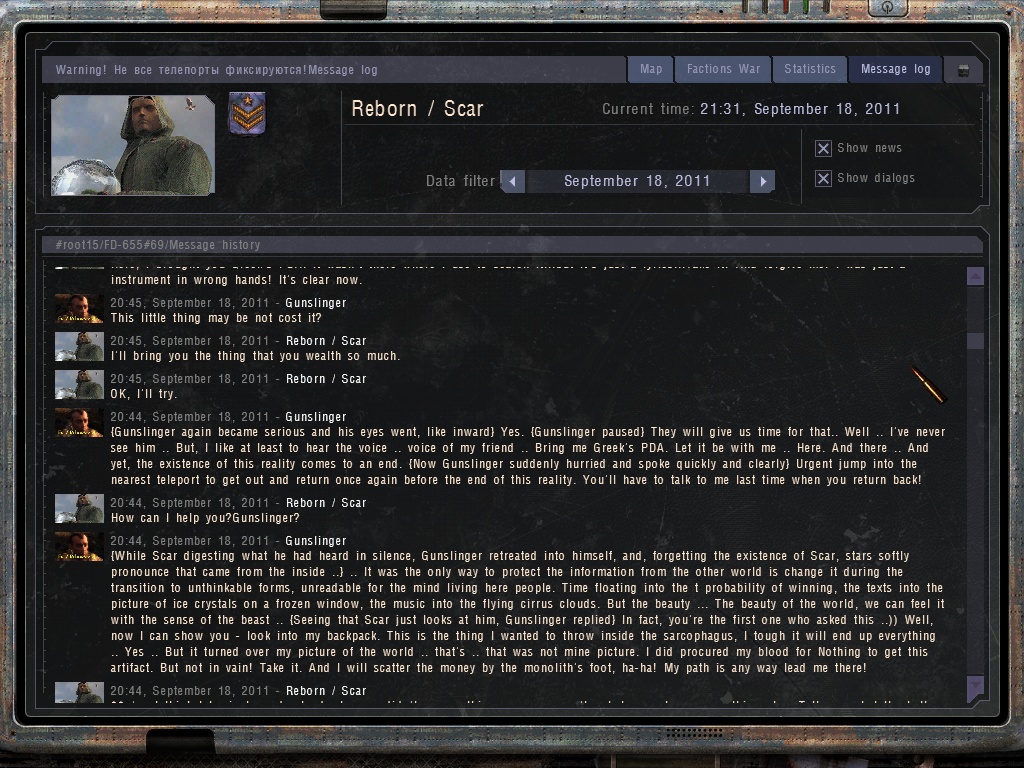 Warning! Не все телепорты фиксируются!Message log
Map
Factions War
Statistics
Message log
Reborn / Scar
Current time: 21:31, September 18, 2011
Show news
Data filter
September 18, 2011
Show dialogs
#root15/FD-655#69/Message history
instrument in wrong hands! It's clear now.
20:45, September 18, 2011 - Gunslinger
This little thing may be not cost it?
20:45, September 18, 2011 - Reborn / Scar
I'll bring you the thing that you wealth so much.
20:45, September 18, 2011 - Reborn / Scar
OK, I'll try.
20:44, September 18, 2011 - Gunslinger
{Gunslinger again became serious and his eyes went, like inward} Yes. {Gunslinger paused} They will give us time for that.. Well .. I've never
see him .. But, I like at least to hear the voice .. voice of my friend .. Bring me Greek's PDA. Let it be with me .. Here. And there .. And
yet, the existence of this reality comes to an end. {Now Gunslinger suddenly hurried and spoke quickly and clearly} Urgent jump into the
nearest teleport to get out and return once again before the end of this reality. You'll have to talk to me last time when you return back!
20:44, September 18, 2011 - Reborn / Scar
How can I help you?Gunslinger?
20:44, September 18, 2011 - Gunslinger
{While Scar digesting what he had heard in silence, Gunslinger retreated into himself, and, forgetting the existence of Scar, stars softly
pronounce that came from the inside ..} .. It was the only way to protect the information from the other world is change it during the
transition to unthinkable forms, unreadable for the mind living here people. Time floating into the t probability of winning, the texts into the
picture of ice crystals on a frozen window, the music into the flying cirrus clouds. But the beauty ... The beauty of the world, we can feel it
with the sense of the beast .. {Seeing that Scar just looks at him, Gunslinger replied} In fact, you're the first one who asked this ..)) Well,
now I can show you - look into my backpack. This is the thing I wanted to throw inside the sarcophagus, I tough it will end up everything
.. Yes .. But it turned over my picture of the world .. that's .. that was not mine picture. I did procured my blood for Nothing to get this
artifact. But not in vain! Take it. And I will scatter the money by the monolith's foot, ha-ha! My path is any way lead me there!
20:44, September 18, 2011 - Reborn / Scar